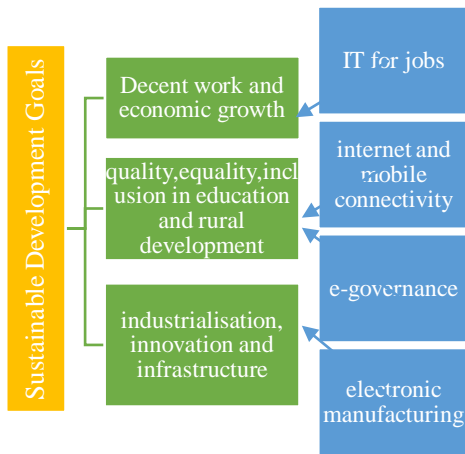 Sustainable Development Goals
Decent work and
economic growth
quality,equality,incl
usion in education
and rural
development
industrialisation,
innovation and
infrastructure
IT for jobs
internet and
mobile
connectivity
e-governance
electronic
manufacturing